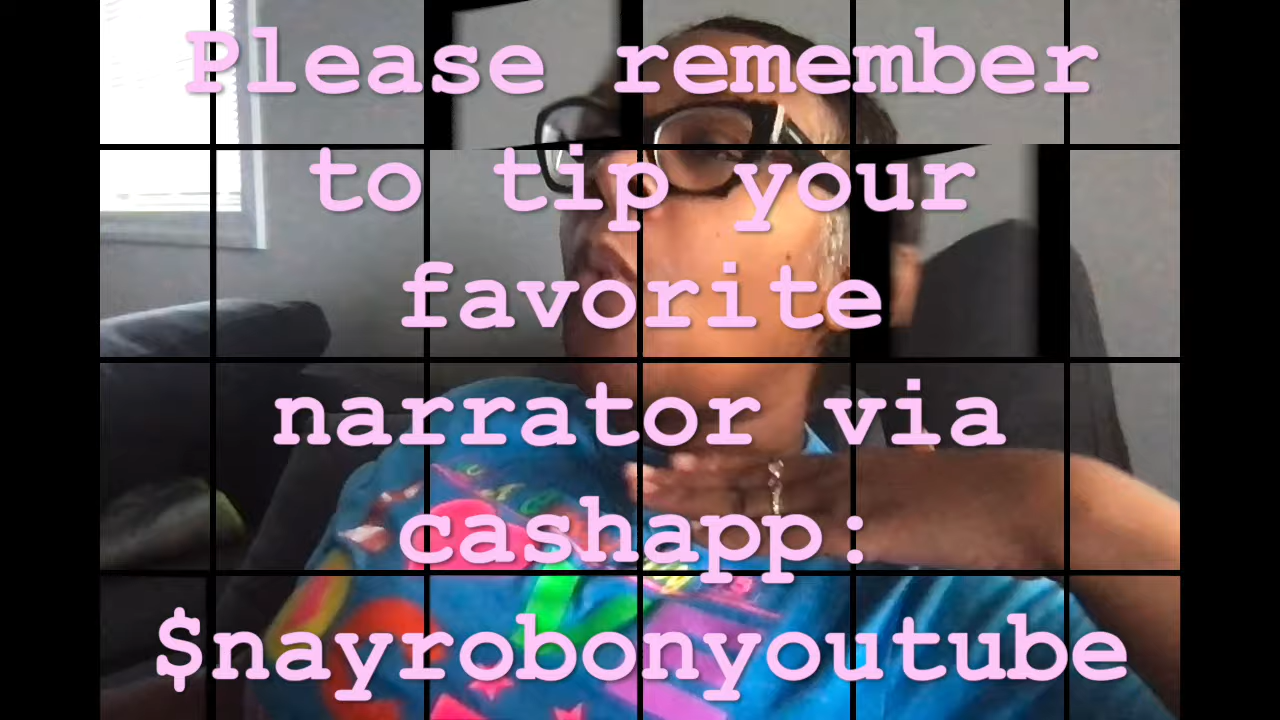 Please remember
to tip your
favorite
narrator via
cashapp:
$nayrobonyoutube